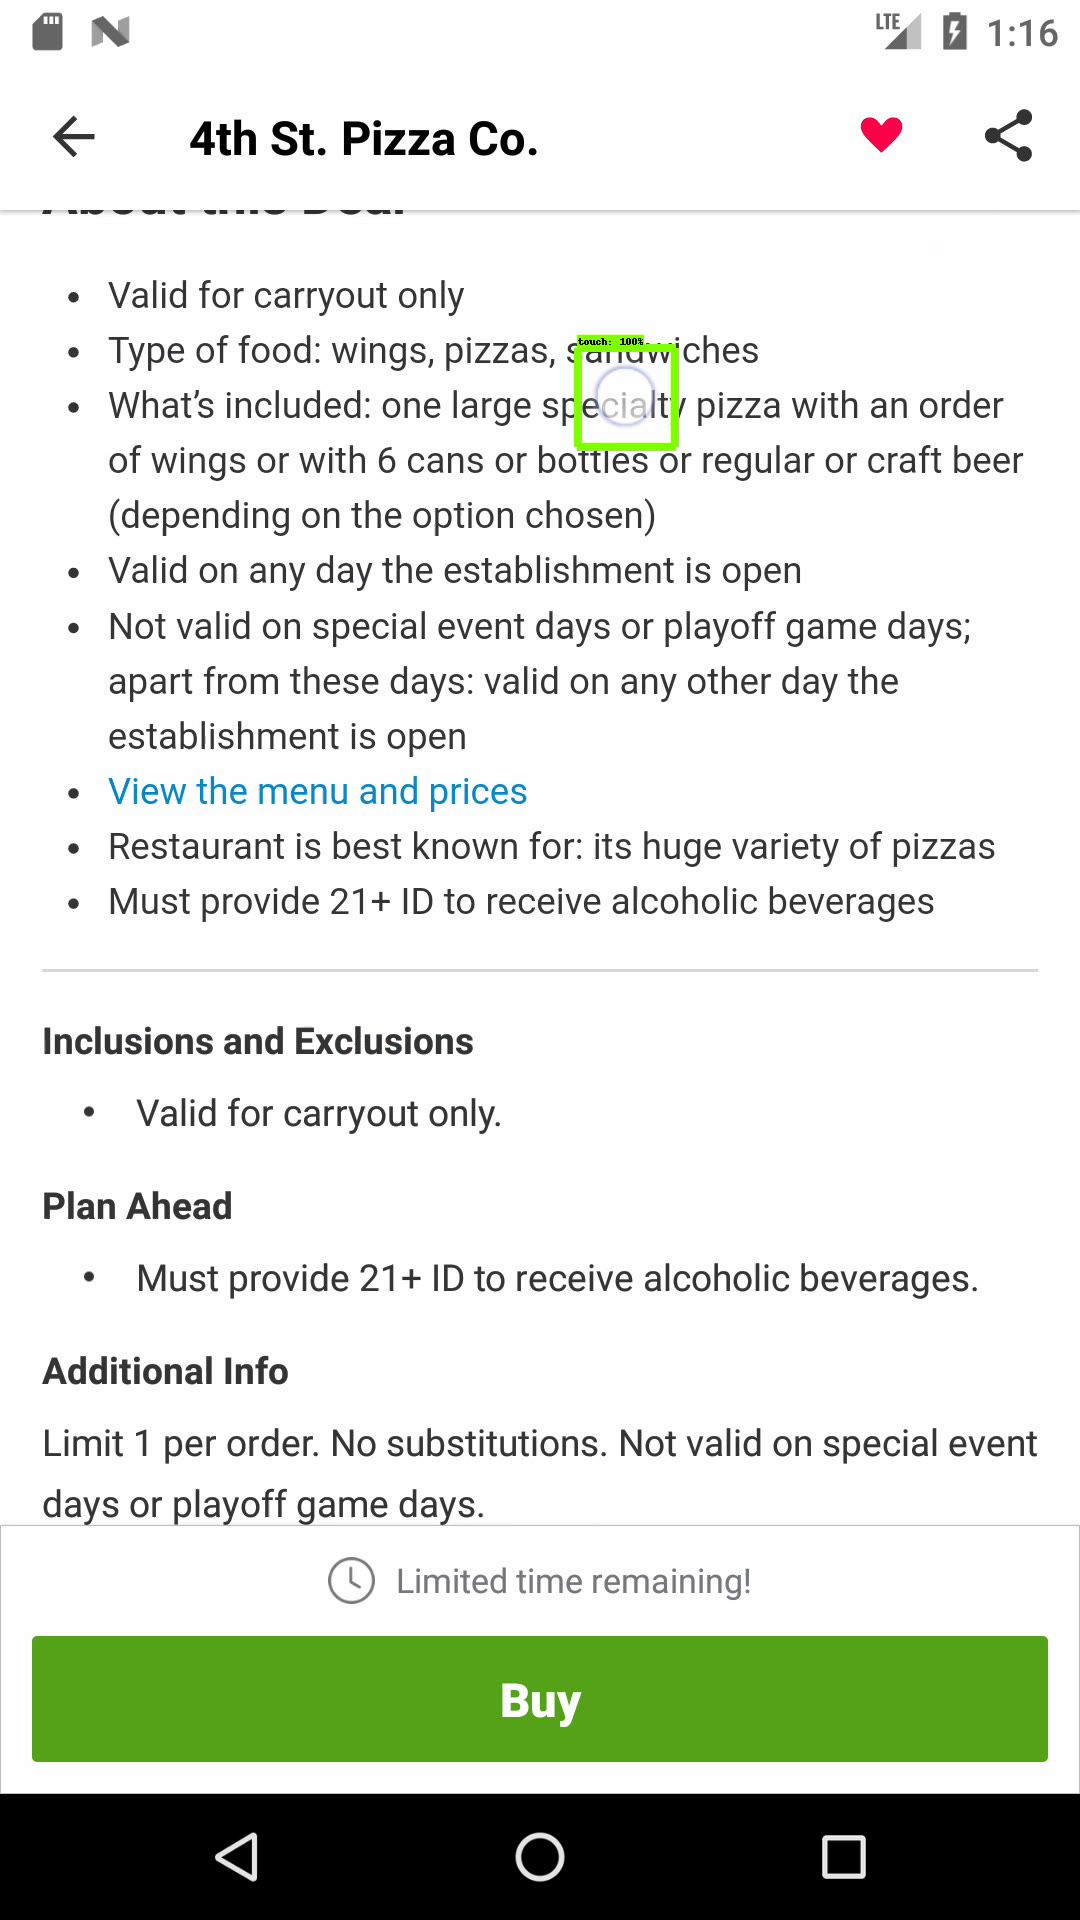 LTE 1:16
4th St. Pizza Co.
About this Deal
• Valid for carryout only
touch: 100%
• Type of food: wings, pizzas, sandwiches
• What’s included: one large specialty pizza with an order
of wings or with 6 cans or bottles or regular or craft beer
(depending on the option chosen)
• Valid on any day the establishment is open
• Not valid on special event days or playoff game days;
apart from these days: valid on any other day the
establishment is open
• View the menu and prices
• Restaurant is best known for: its huge variety of pizzas
• Must provide 21+ ID to receive alcoholic beverages
Inclusions and Exclusions
• Valid for carryout only.
Plan Ahead
• Must provide 21+ ID to receive alcoholic beverages.
Additional Info
Limit 1 per order. No substitutions. Not valid on special event
days or playoff game days.
Limited time remaining!
Buy